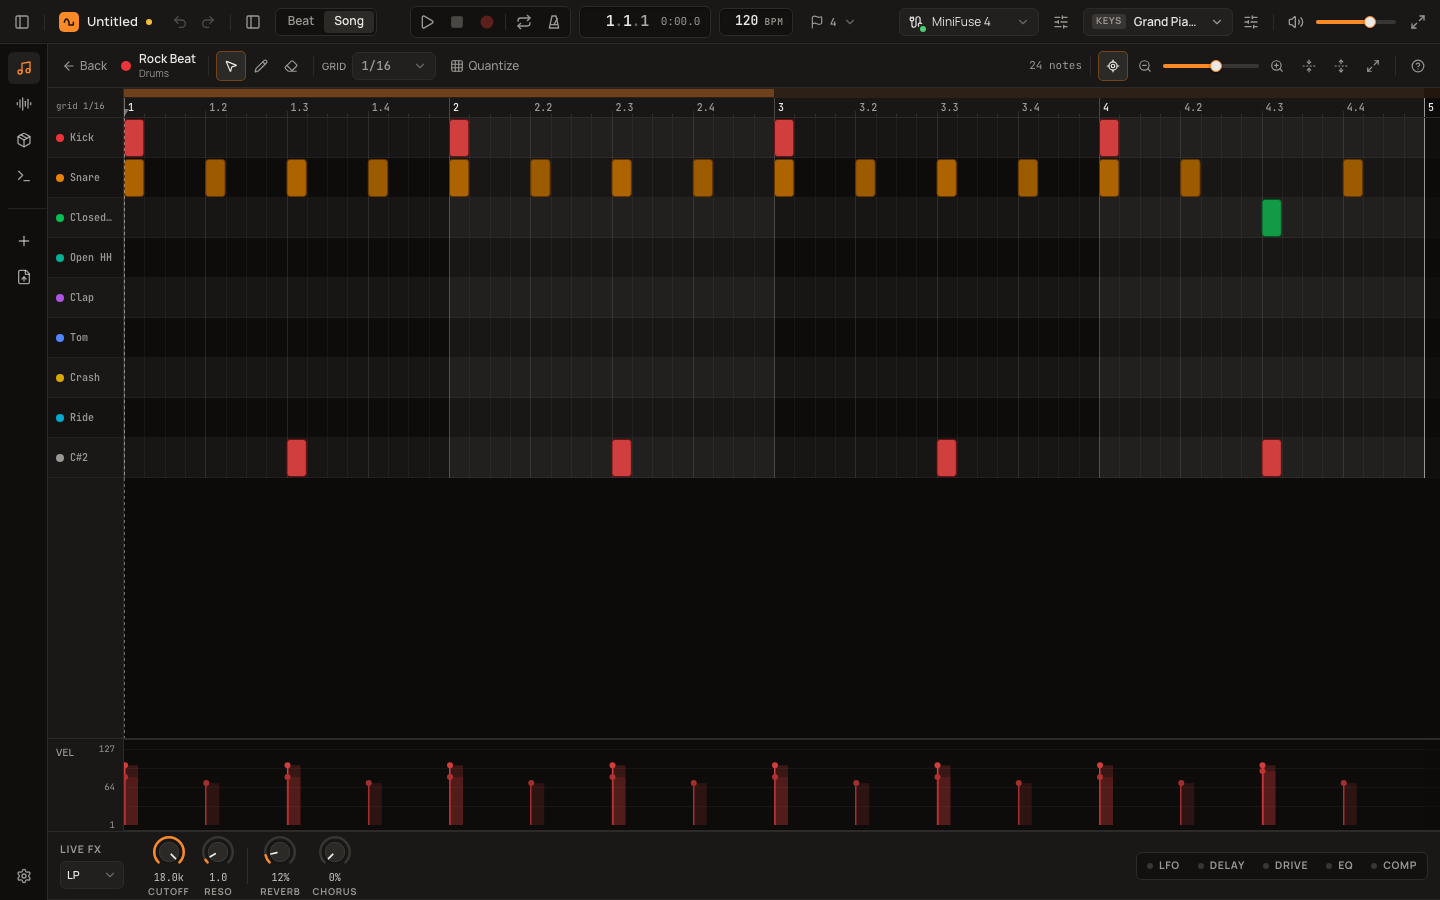 Untitled
Beat
Song
1.1.1
0:00.0
120 BPM
4
MiniFuse 4
KEYS
Grand Pia...
Back
Rock Beat
Drums
GRID
1/16
Quantize
24 notes
grid 1/16
1
1.2
1.3
1.4
2
2.2
2.3
2.4
3
3.2
3.3
3.4
4
4.2
4.3
4.4
5
Kick
Snare
Closed…
Open HH
Clap
Tom
Crash
Ride
C#2
VEL
127
64
1
LIVE FX
LP
18.0k
CUTOFF
1.0
RESO
12%
REVERB
0%
CHORUS
LFO
DELAY
DRIVE
EQ
COMP